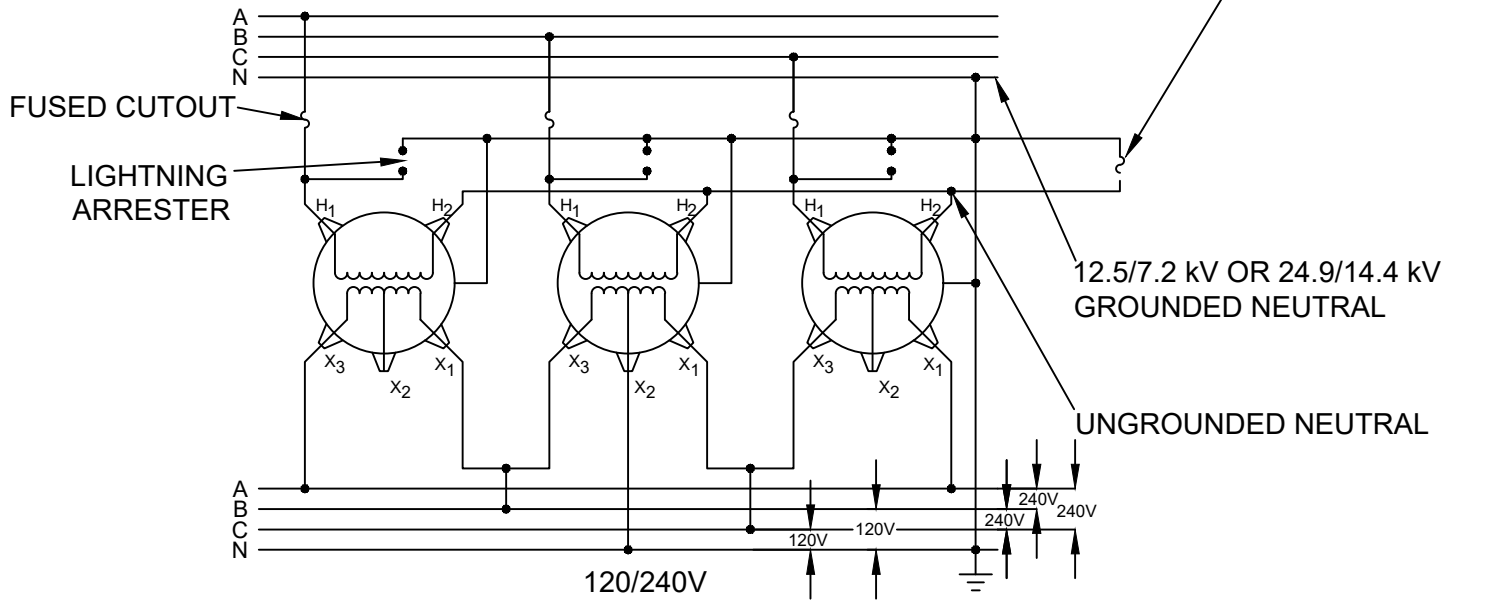 A
B
C
N
FUSED CUTOUT
LIGHTNING
ARRESTER
H1
H2
H1
H2
H1
H2
12.5/7.2 kV OR 24.9/14.4 kV
GROUNDED NEUTRAL
X3
X1
X2
X3
X1
X2
X3
X1
X2
UNGROUNDED NEUTRAL
A
B
C
N
120V
120V
240V
240V
240V
120/240V